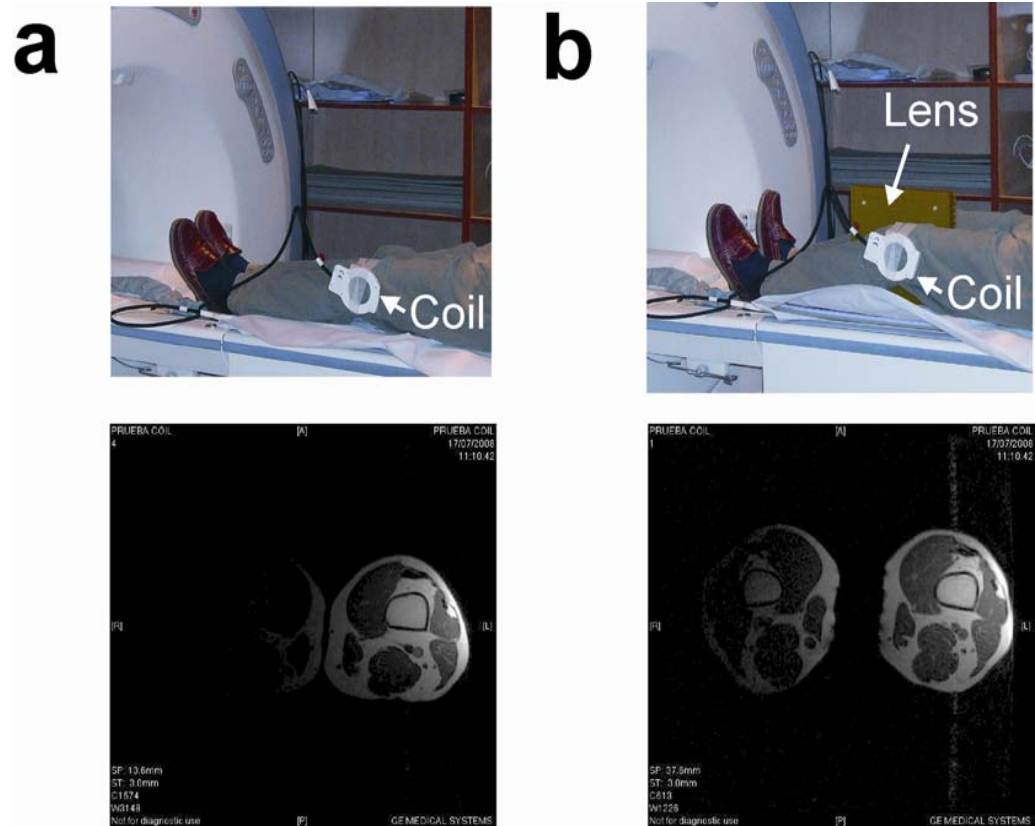 a
Coil
b
Lens
Coil
PRUEBA COIL
4
[A]
PRUEBA COIL
17/07/2008
11:10.42
[R]
[L]
SP: 13.6mm
ST: 3.0mm
C1574
W3148
Not for diagnostic use
[P]
GE MEDICAL SYSTEMS
PRUEBA COIL
1
[A]
PRUEBA COIL
17/07/2008
11:10.42
[R]
[L]
SP: 37.6mm
ST: 3.0mm
C613
W1226
Not for diagnostic use
[P]
GE MEDICAL SYSTEMS